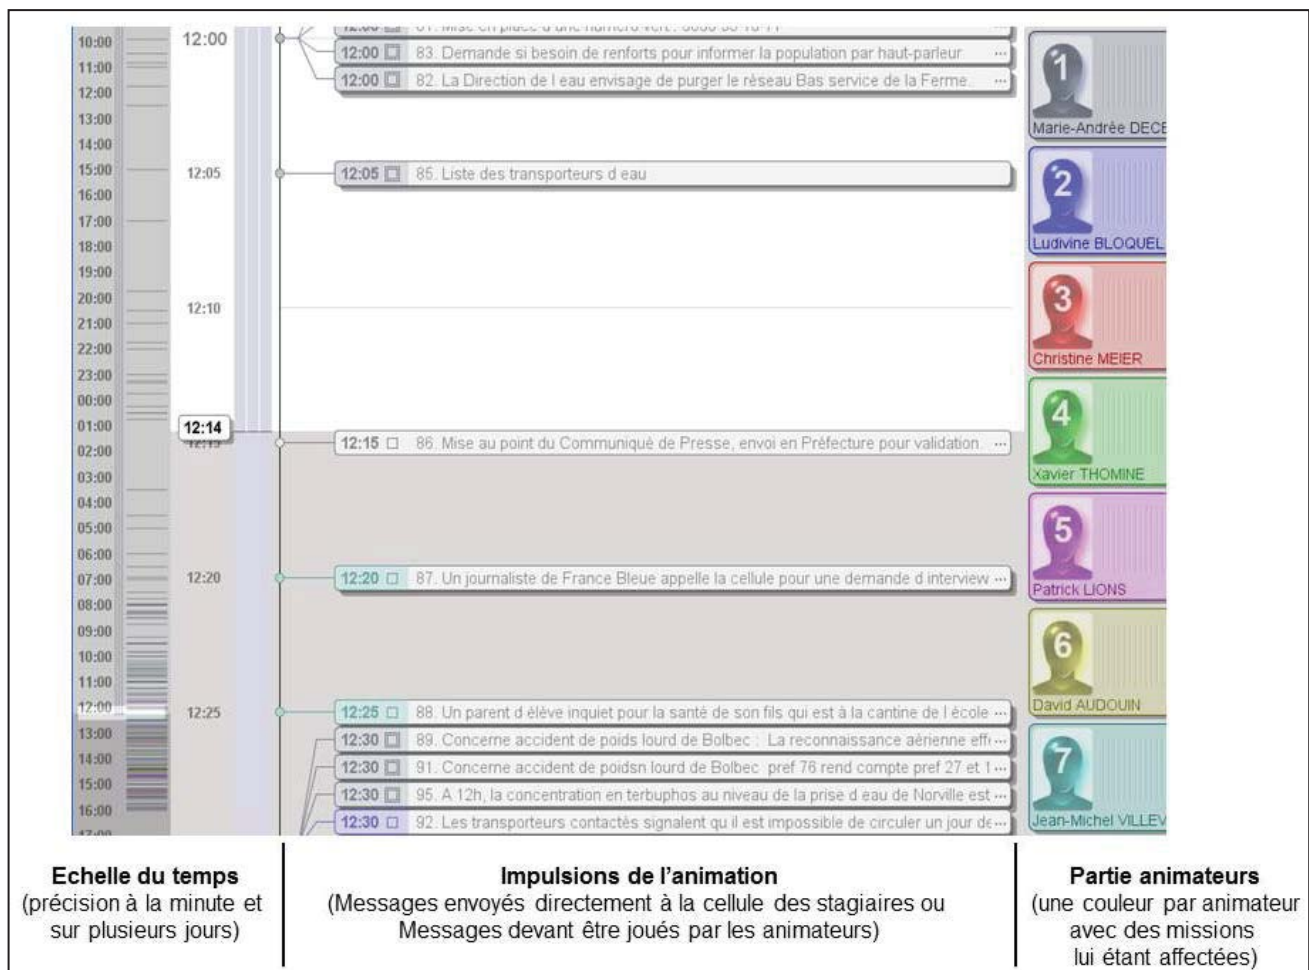 10:00
11:00
12:00
13:00
14:00
15:00
16:00
17:00
18:00
19:00
20:00
21:00
22:00
23:00
00:00
01:00
02:00
03:00
04:00
05:00
06:00
07:00
08:00
09:00
10:00
11:00
12:00
13:00
14:00
15:00
16:00
17:00
12:00
12:05
12:10
12:14
12:15
12:20
12:25
12:00 83. Demande si besoin de renforts pour informer la population par haut-parleur ...
12:00 82. La Direction de l eau envisage de purger le réseau Bas service de la Ferme. ...
12:05 85. Liste des transporteurs d eau
12:15 86. Mise au point du Communiqué de Presse, envoi en Préfecture pour validation. ...
12:20 87. Un journaliste de France Bleue appelle la cellule pour une demande d interview ...
12:25 88. Un parent d élève inquiet pour la santé de son fils qui est à la cantine de l école ...
12:30 89. Concerne accident de poids lourd de Bolbec : La reconnaissance aérienne effe ...
12:30 91. Concerne accident de poidsn lourd de Bolbec pref 76 rend compte pref 27 et 1 ...
12:30 95. A 12h, la concentration en terbuphos au niveau de la prise d eau de Norville est ...
12:30 92. Les transporteurs contactés signalent qu il est impossible de circuler un jour de ...
1
Marie-Andrée DECE
2
Ludivine BLOQUEL
3
Christine MEIER
4
Xavier THOMINE
5
Patrick LIONS
6
David AUDOUIN
7
Jean-Michel VILLEV
Echelle du temps
(précision à la minute et
sur plusieurs jours)
Impulsions de l'animation
(Messages envoyés directement à la cellule des stagiaires ou
Messages devant être joués par les animateurs)
Partie animateurs
(une couleur par animateur
avec des missions
lui étant affectées)